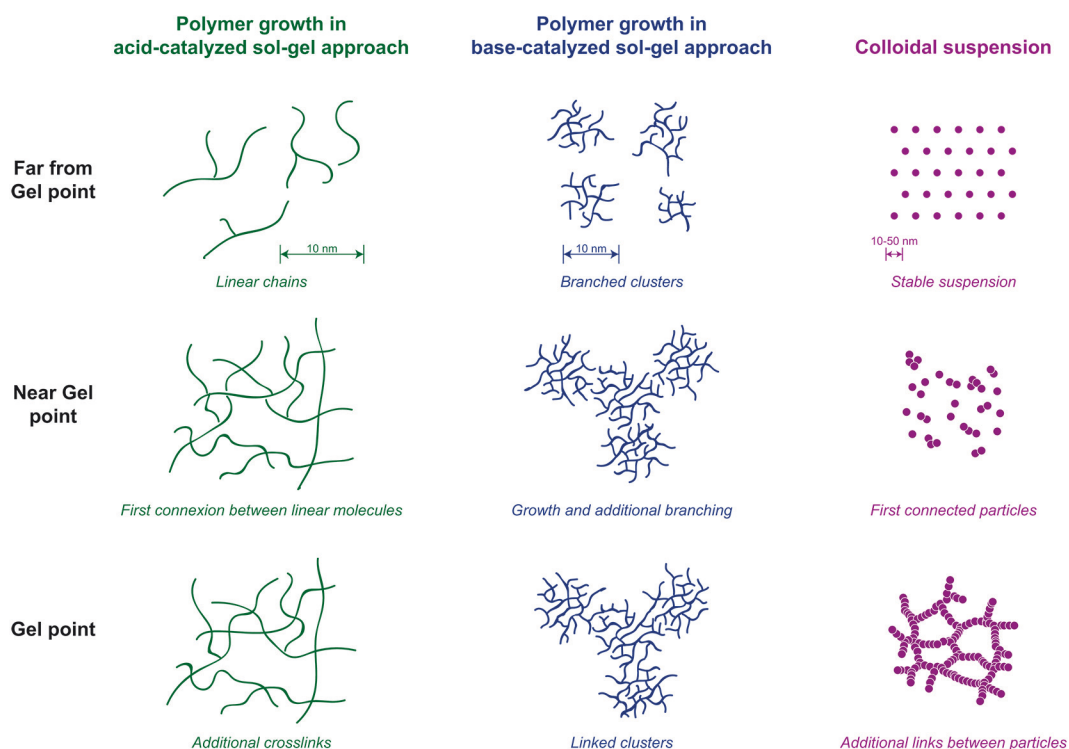 Polymer growth in
acid-catalyzed sol-gel approach
Polymer growth in
base-catalyzed sol-gel approach
Colloidal suspension
Far from
Gel point
10 nm
10 nm
10-50 nm
Linear chains
Branched clusters
Stable suspension
Near Gel
point
First connexion between linear molecules
Growth and additional branching
First connected particles
Gel point
Additional crosslinks
Linked clusters
Additional links between particles